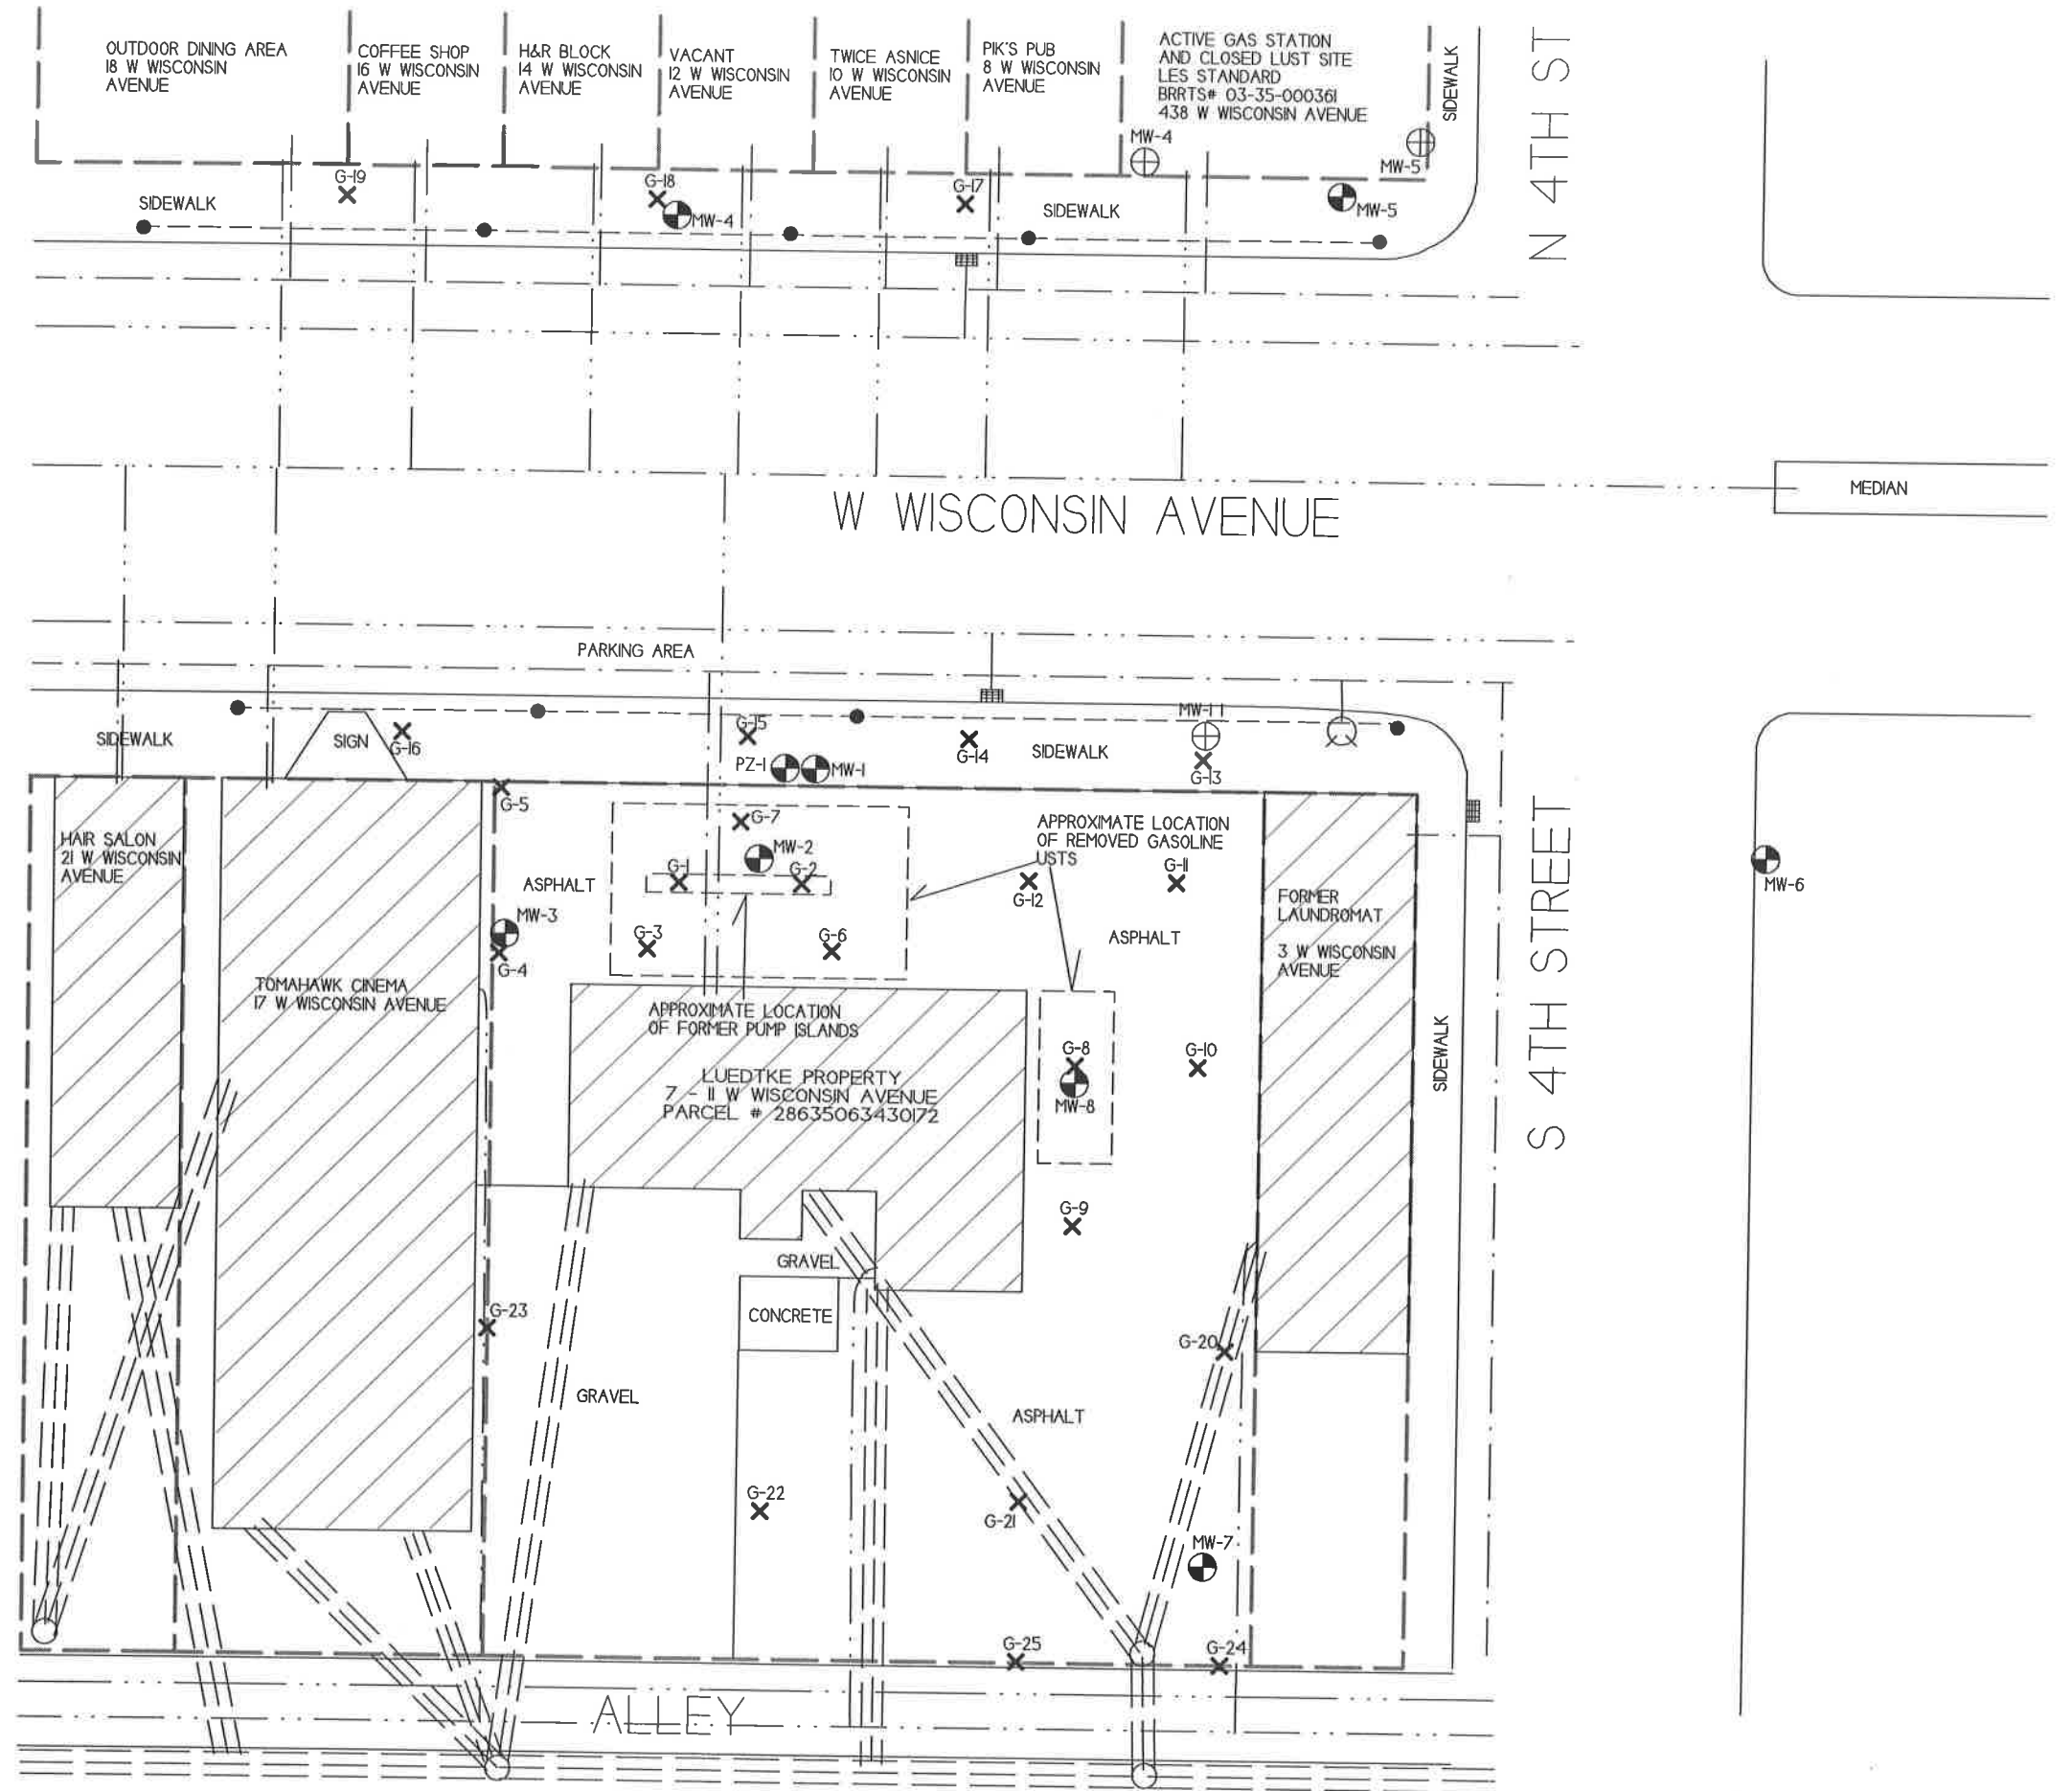 OUTDOOR DINING AREA
18 W WISCONSIN
AVENUE
COFFEE SHOP
16 W WISCONSIN
AVENUE
H&R BLOCK
14 W WISCONSIN
AVENUE
VACANT
12 W WISCONSIN
AVENUE
TWICE ASNICE
10 W WISCONSIN
AVENUE
PIK'S PUB
8 W WISCONSIN
AVENUE
ACTIVE GAS STATION
AND CLOSED LUST SITE
LES STANDARD
BRRTS# 03-35-000361
438 W WISCONSIN AVENUE
SIDEWALK
N 4TH ST
MW-4
MW-5
G-19
G-18
G-17
SIDEWALK
MW-4
SIDEWALK
MW-5
W WISCONSIN AVENUE
MEDIAN
PARKING AREA
SIDEWALK
SIGN
G-16
G-15
G-14
SIDEWALK
MW-11
G-13
PZ-1
MW-1
G-5
G-7
APPROXIMATE LOCATION
OF REMOVED GASOLINE
USTS
HAIR SALON
21 W WISCONSIN
AVENUE
MW-2
ASPHALT
G-1
G-2
G-12
G-11
MW-6
FORMER
LAUNDROMAT
3 W WISCONSIN
AVENUE
MW-3
G-4
G-3
G-6
ASPHALT
S 4TH STREET
TOMAHAWK CINEMA
17 W WISCONSIN AVENUE
APPROXIMATE LOCATION
OF FORMER PUMP ISLANDS
LUEDTKE PROPERTY
7 - 11 W WISCONSIN AVENUE
PARCEL # 28635063430172
G-8
MW-8
G-10
SIDEWALK
G-9
GRAVEL
CONCRETE
G-23
G-20
GRAVEL
ASPHALT
G-22
G-21
MW-7
G-25
G-24
ALLEY